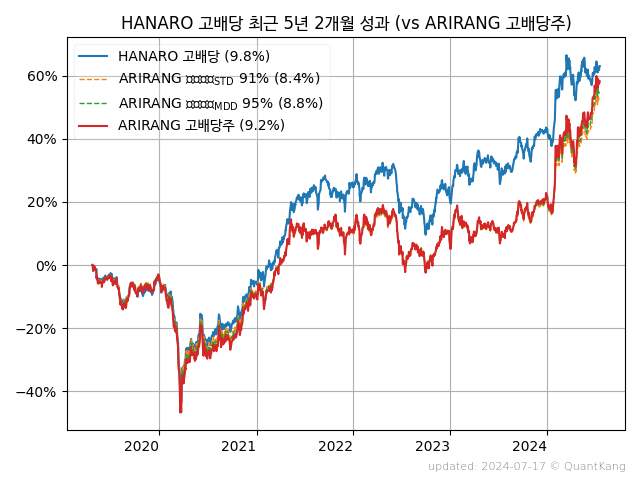 HANARO 고배당 최근 5년 2개월 성과 (vs ARIRANG 고배당주)
HANARO 고배당 (9.8%)
ARIRANG STD 91% (8.4%)
ARIRANG MDD 95% (8.8%)
ARIRANG 고배당주 (9.2%)
60%
40%
20%
0%
−20%
−40%
2020
2021
2022
2023
2024
updated: 2024-07-17 © QuantKang